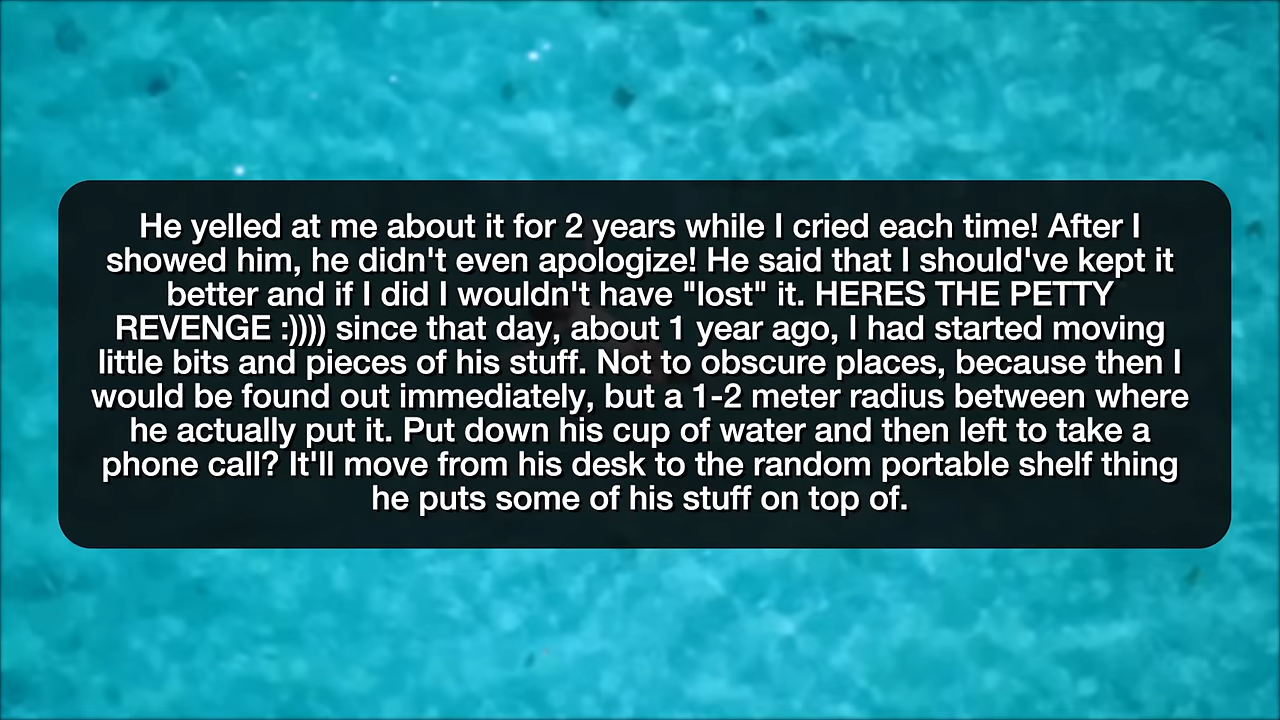 He yelled at me about it for 2 years while I cried each time! After I
showed him, he didn't even apologize! He said that I should've kept it
better and if I did I wouldn't have "lost" it. HERES THE PETTY
REVENGE :)))) since that day, about 1 year ago, I had started moving
little bits and pieces of his stuff. Not to obscure places, because then I
would be found out immediately, but a 1-2 meter radius between where
he actually put it. Put down his cup of water and then left to take a
phone call? It'll move from his desk to the random portable shelf thing
he puts some of his stuff on top of.